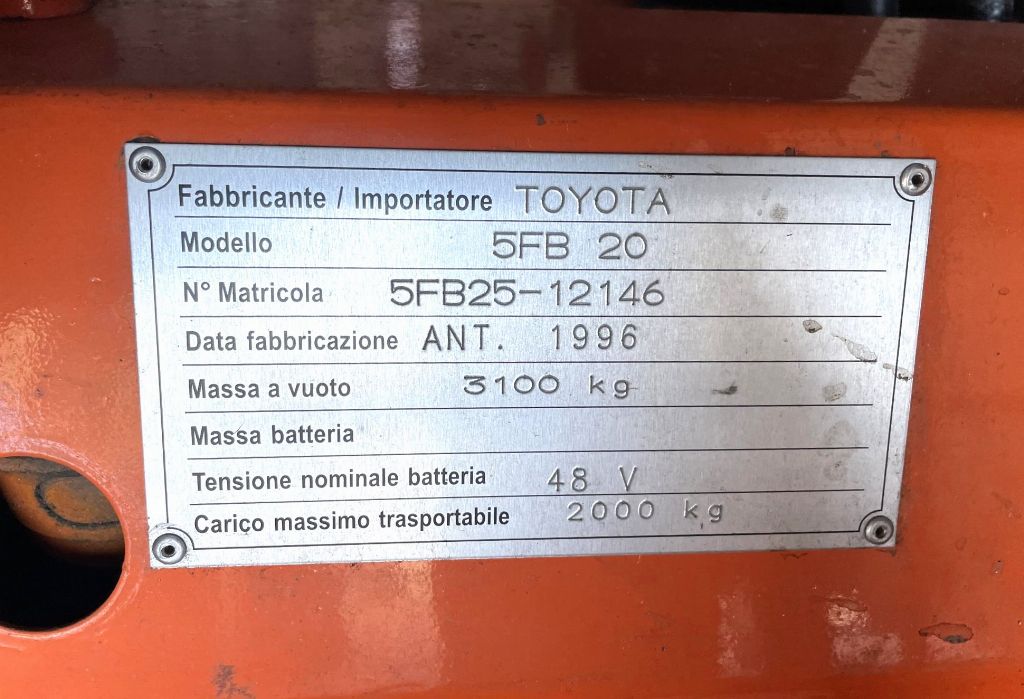 Fabbricante / Importatore TOYOTA
Modello 5FB 20
N° Matricola 5FB25-12146
Data fabbricazione ANT. 1996
Massa a vuoto 3100 kg
Massa batteria
Tensione nominale batteria 48 V
Carico massimo trasportabile 2000 kg